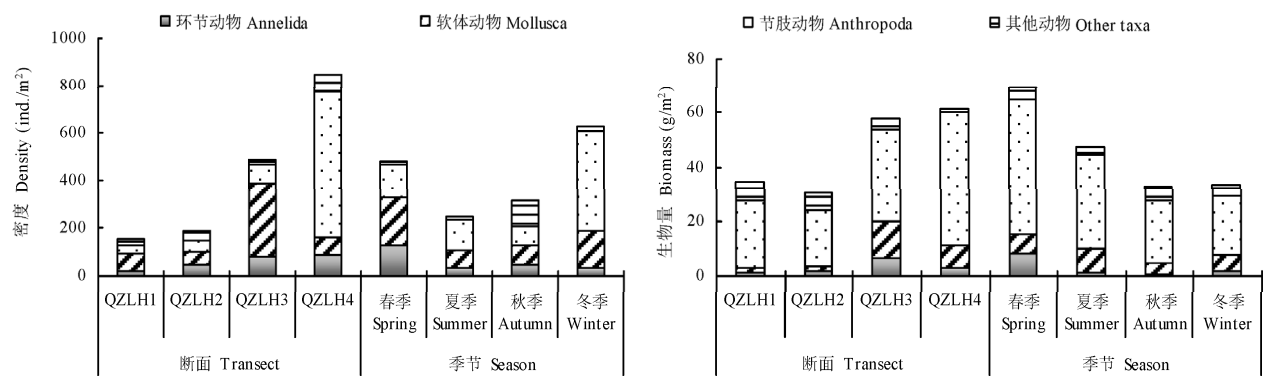 环节动物 Annelida
软体动物 Mollusca
节肢动物 Anthropoda
其他动物 Other taxa
密度 Density (ind./m²)
1000
800
600
400
200
0
QZLH1 QZLH2 QZLH3 QZLH4 春季 夏季 秋季 冬季
Spring Summer Autumn Winter
断面 Transect 季节 Season
生物量 Biomass (g/m²)
80
60
40
20
0
QZLH1 QZLH2 QZLH3 QZLH4 春季 夏季 秋季 冬季
Spring Summer Autumn Winter
断面 Transect 季节 Season